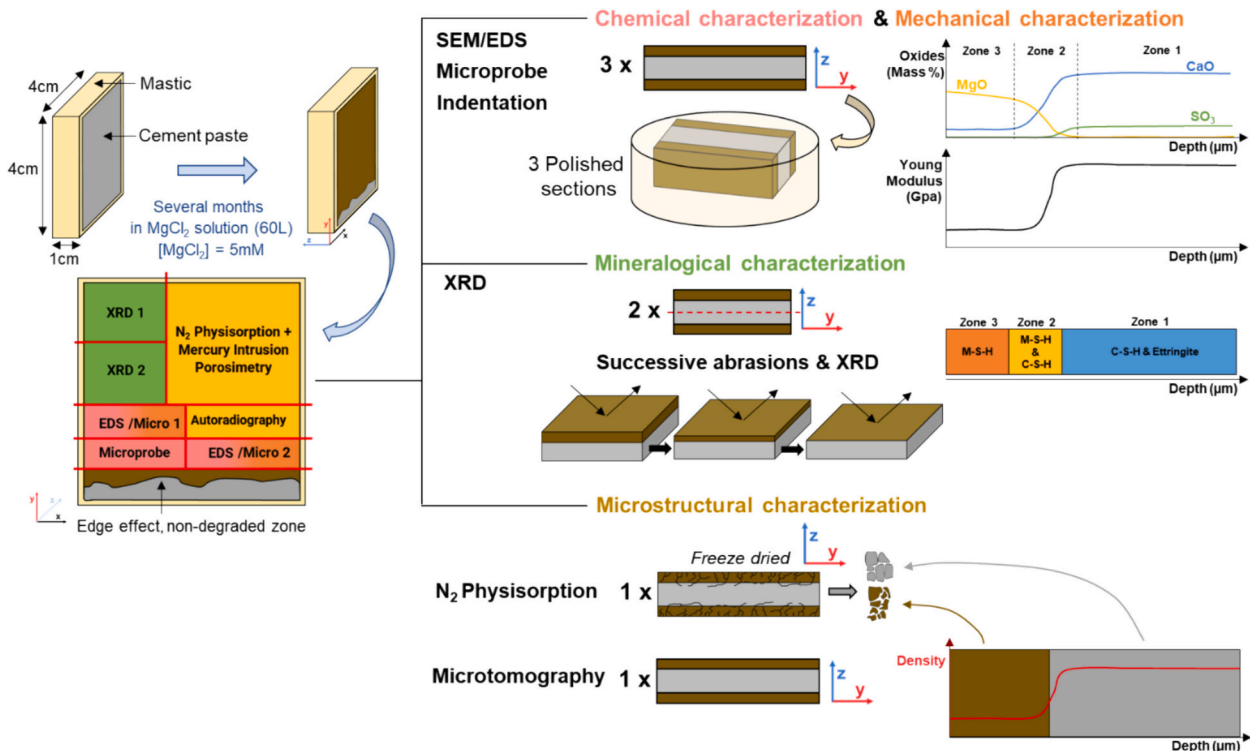 4cm
Mastic
Cement paste
4cm
1cm
Several months
in MgCl₂ solution (60L)
[MgCl₂] = 5mM
y
x
z
XRD 1
XRD 2
N₂ Physisorption +
Mercury Intrusion
Porosimetry
EDS /Micro 1
Autoradiography
Microprobe
EDS /Micro 2
y
z
x
Edge effect, non-degraded zone
Chemical characterization & Mechanical characterization
SEM/EDS
Microprobe
Indentation
3 x
z
y
3 Polished
sections
Oxides
(Mass %)
Zone 3
Zone 2
Zone 1
CaO
MgO
SO₃
Depth (µm)
Young
Modulus
(Gpa)
Depth (µm)
Mineralogical characterization
XRD
2 x
z
y
Successive abrasions & XRD
Zone 3
Zone 2
Zone 1
M-S-H
M-S-H
&
C-S-H
C-S-H & Ettringite
Depth (µm)
Microstructural characterization
Freeze dried
z
y
N₂ Physisorption
1 x
Microtomography
1 x
z
y
Density
Depth (µm)